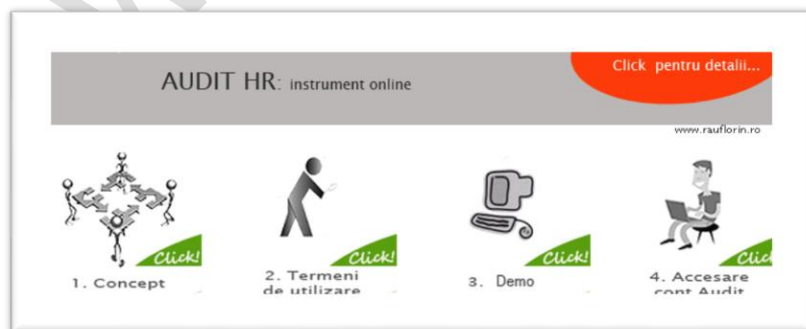 AUDIT HR: instrument online
Click pentru detalii...
www.rauflorin.ro
Click!
1. Concept
Click!
2. Termeni
de utilizare
Click!
3. Demo
Click
4. Accesare
cont Audit